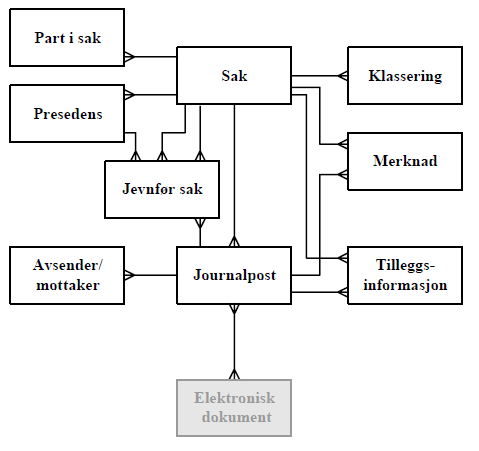 Part i sak
Sak
Klassering
Presedens
Merknad
Jevnfør sak
Avsender/
mottaker
Journalpost
Tilleggs-
informasjon
Elektronisk
dokument